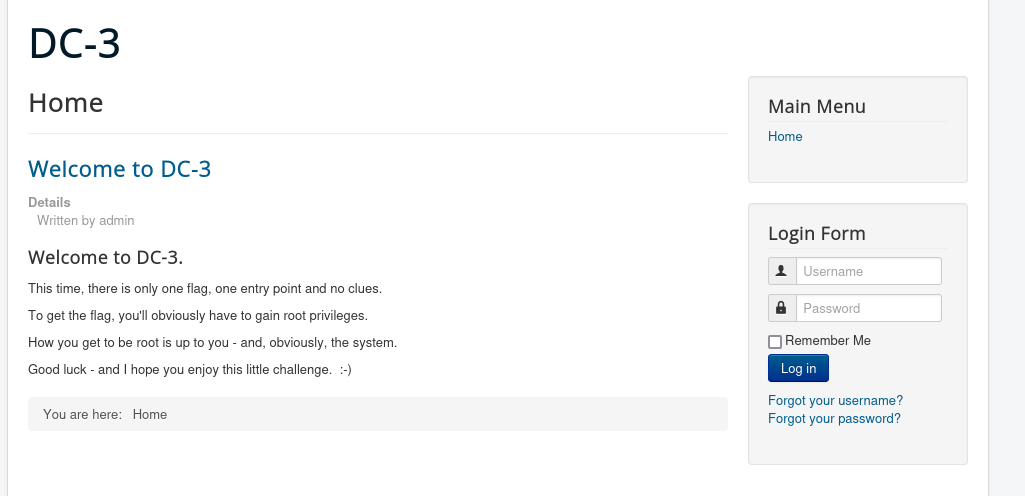 DC-3
Home
Welcome to DC-3
Details
Written by admin
Welcome to DC-3.
This time, there is only one flag, one entry point and no clues.
To get the flag, you'll obviously have to gain root privileges.
How you get to be root is up to you - and, obviously, the system.
Good luck - and I hope you enjoy this little challenge.  :-)
You are here: Home
Main Menu
Home
Login Form
Username
Password
Remember Me
Log in
Forgot your username?
Forgot your password?